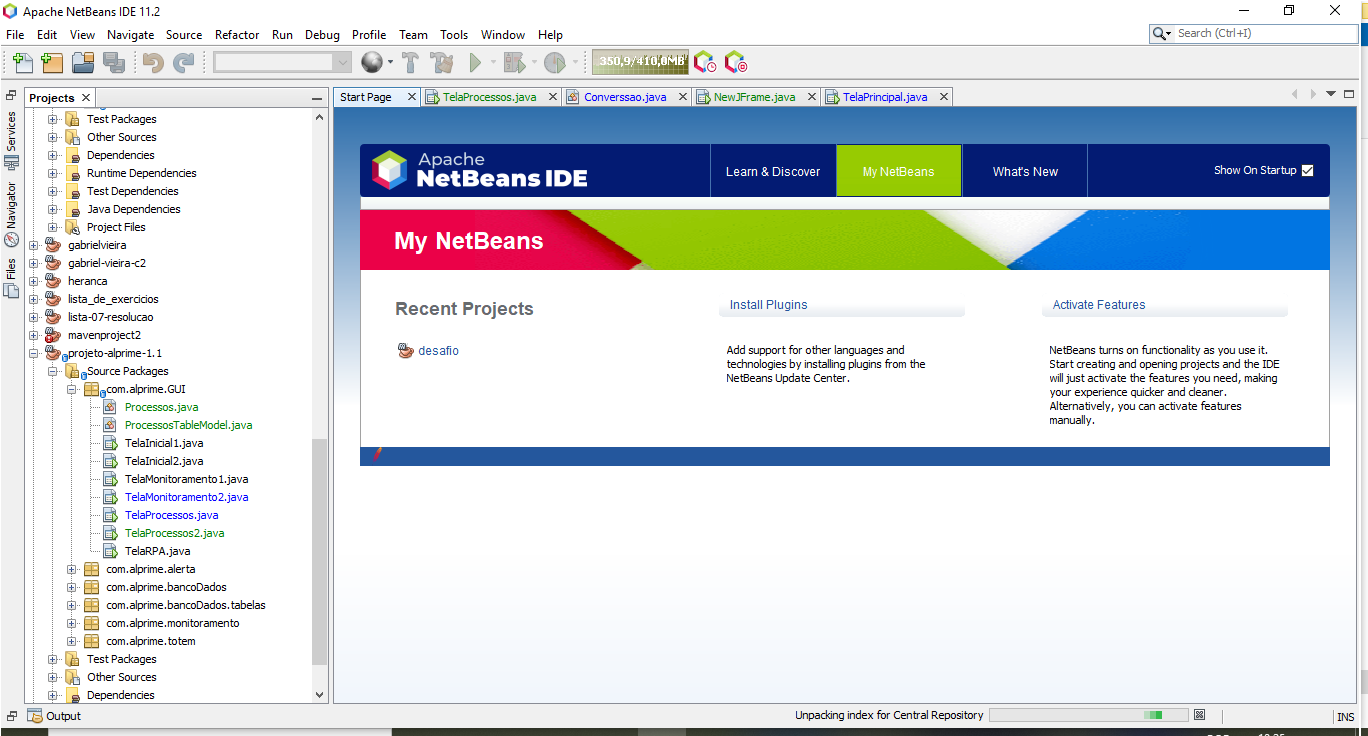 Apache NetBeans IDE 11.2
File Edit View Navigate Source Refactor Run Debug Profile Team Tools Window Help
Search (Ctrl+I)
350,9/410,0MB
Projects
Services
Navigator
Files
Test Packages
Other Sources
Dependencies
Runtime Dependencies
Test Dependencies
Java Dependencies
Project Files
gabrielvieira
gabriel-vieira-c2
heranca
lista_de_exercicios
lista-07-resolucao
mavenproject2
projeto-alprime-1.1
Source Packages
com.alprime.GUI
Processos.java
ProcessosTableModel.java
TelaInicial1.java
TelaInicial2.java
TelaMonitoramento1.java
TelaMonitoramento2.java
TelaProcessos.java
TelaProcessos2.java
TelaRPA.java
com.alprime.alerta
com.alprime.bancoDados
com.alprime.bancoDados.tabelas
com.alprime.monitoramento
com.alprime.totem
Test Packages
Other Sources
Dependencies
Start Page TelaProcessos.java Converssao.java NewJFrame.java TelaPrincipal.java
Apache
NetBeans IDE
Learn & Discover My NetBeans What's New Show On Startup
My NetBeans
Recent Projects
desafio
Install Plugins
Add support for other languages and
technologies by installing plugins from the
NetBeans Update Center.
Activate Features
NetBeans turns on functionality as you use it.
Start creating and opening projects and the IDE
will just activate the features you need, making
your experience quicker and cleaner.
Alternatively, you can activate features
manually.
Output
Unpacking index for Central Repository
INS